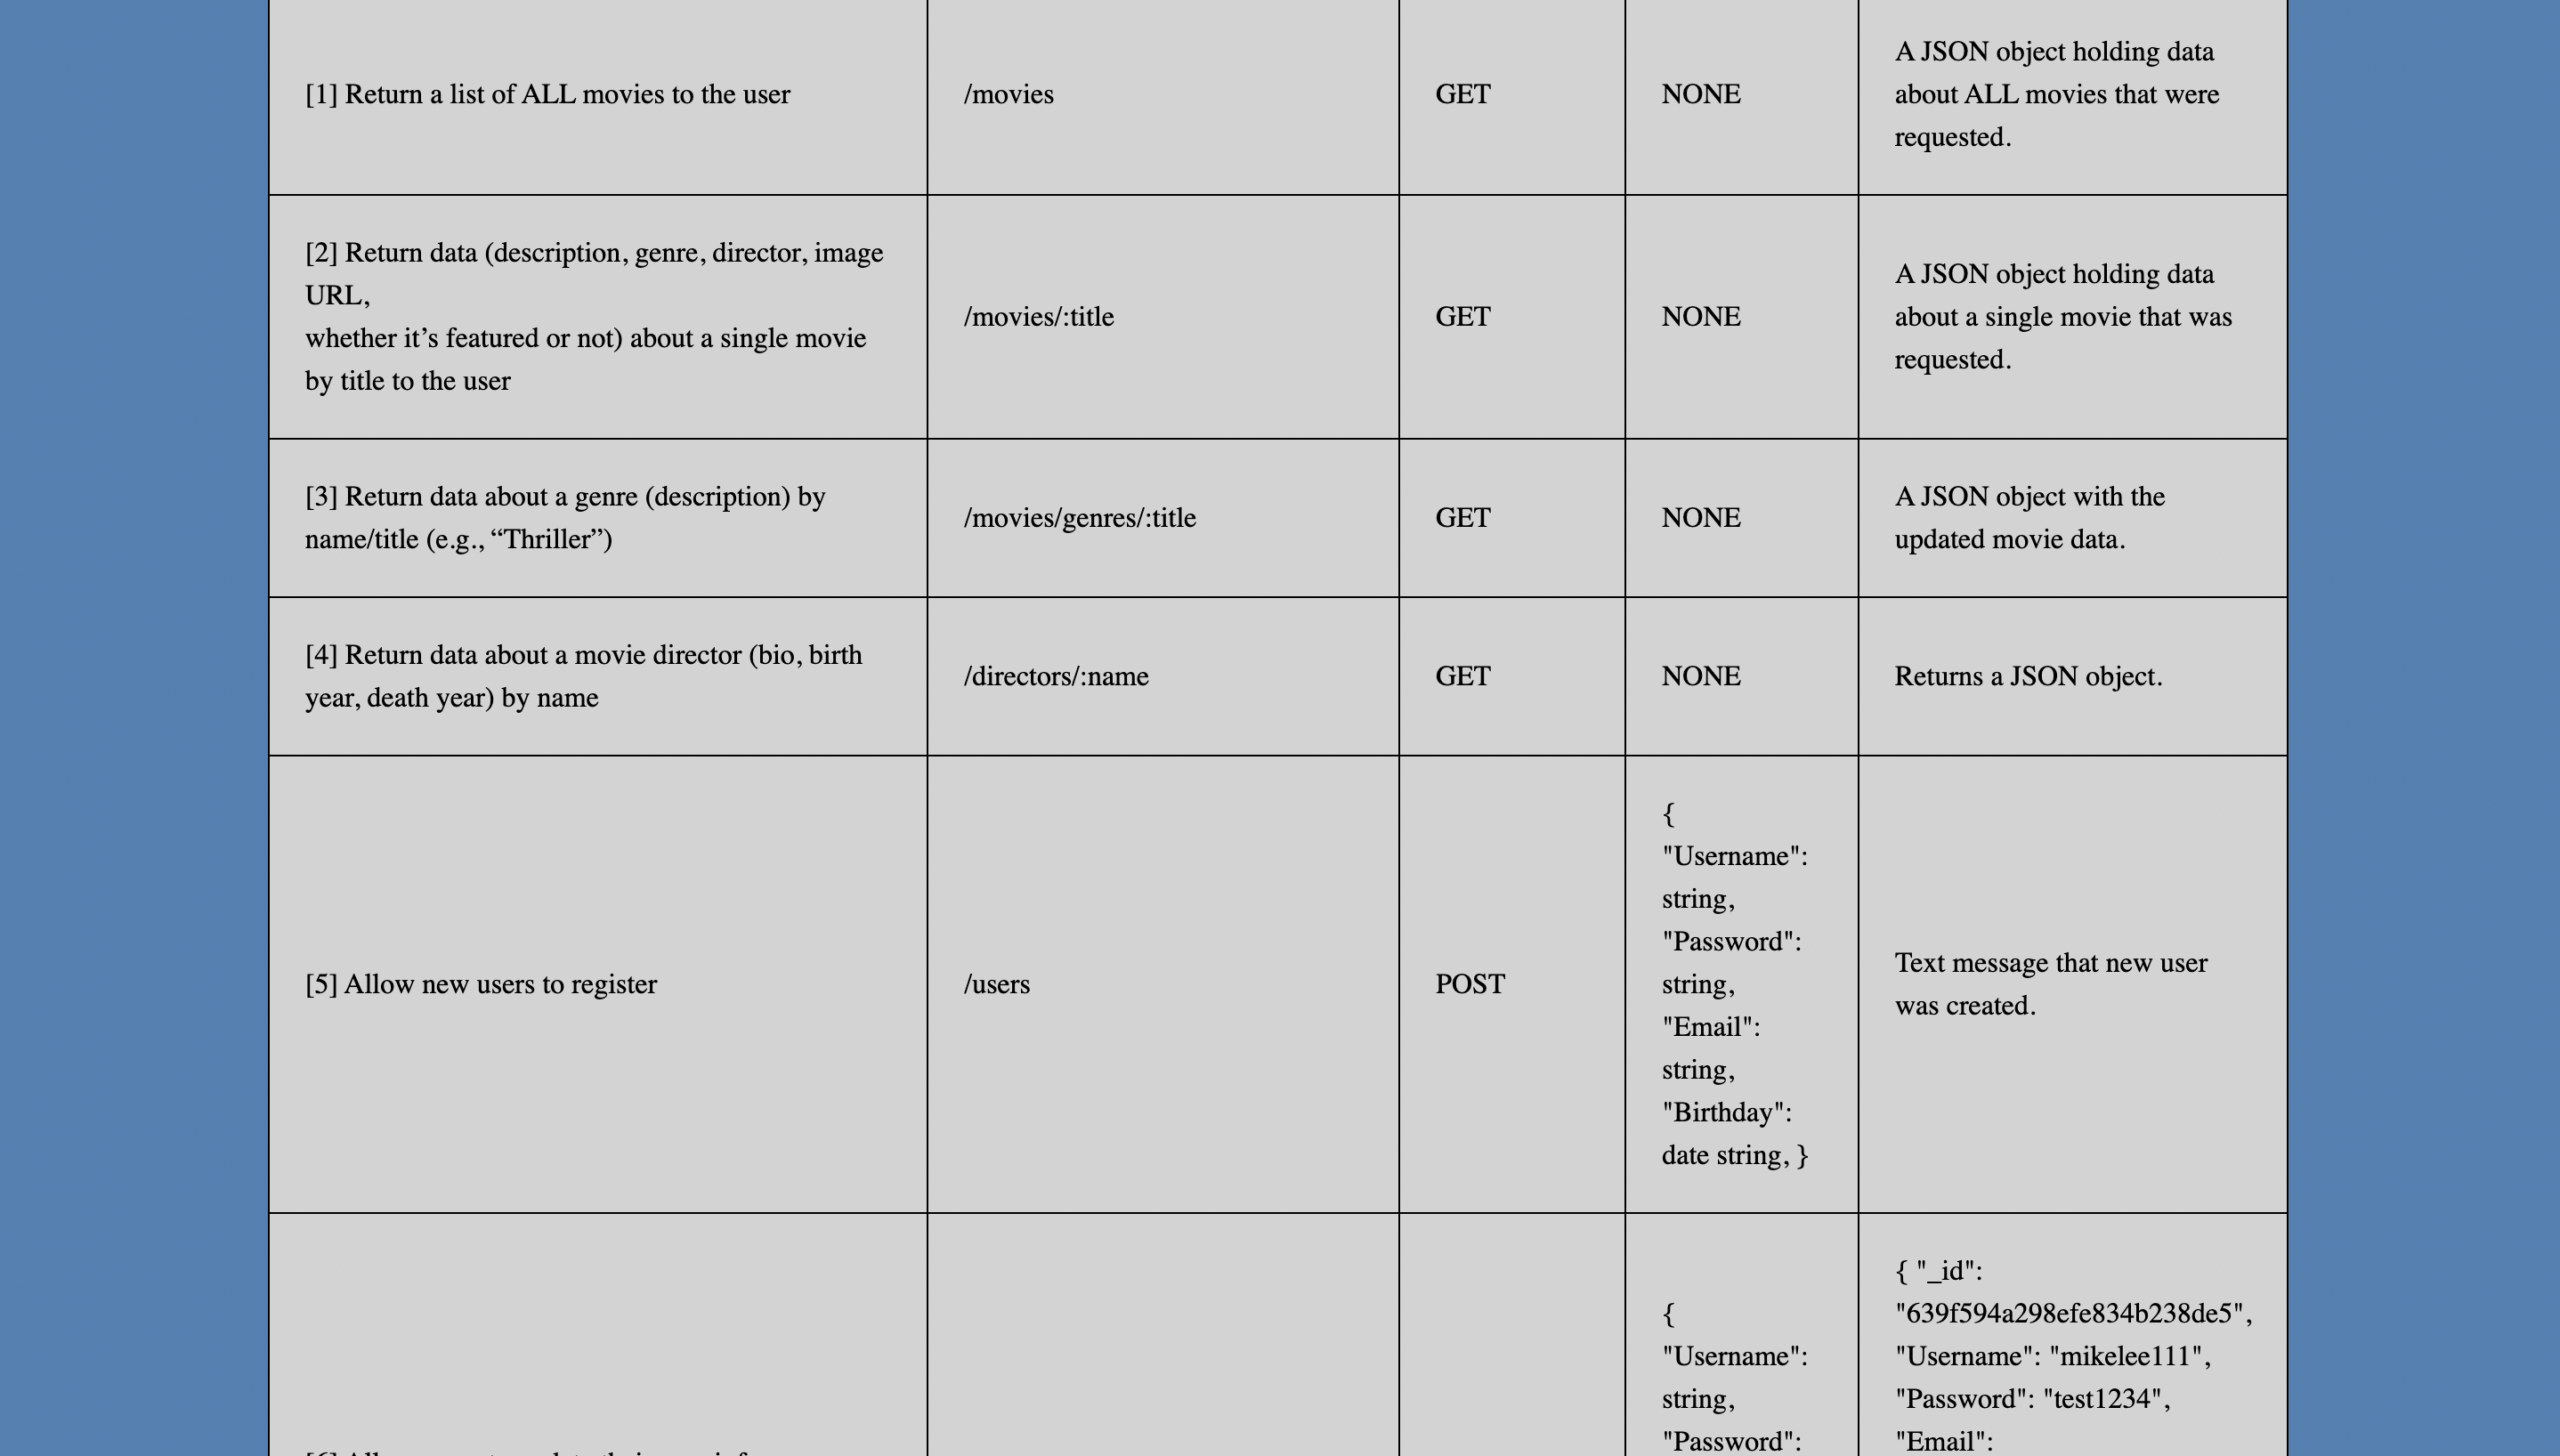 [1] Return a list of ALL movies to the user
/movies
GET
NONE
A JSON object holding data
about ALL movies that were
requested.
[2] Return data (description, genre, director, image
URL,
whether it’s featured or not) about a single movie
by title to the user
/movies/:title
GET
NONE
A JSON object holding data
about a single movie that was
requested.
[3] Return data about a genre (description) by
name/title (e.g., “Thriller”)
/movies/genres/:title
GET
NONE
A JSON object with the
updated movie data.
[4] Return data about a movie director (bio, birth
year, death year) by name
/directors/:name
GET
NONE
Returns a JSON object.
[5] Allow new users to register
/users
POST
{
"Username":
string,
"Password":
string,
"Email":
string,
"Birthday":
date string, }
Text message that new user
was created.
{
"Username":
string,
"Password":
{ "_id":
"639f594a298efe834b238de5",
"Username": "mikelee111",
"Password": "test1234",
"Email":